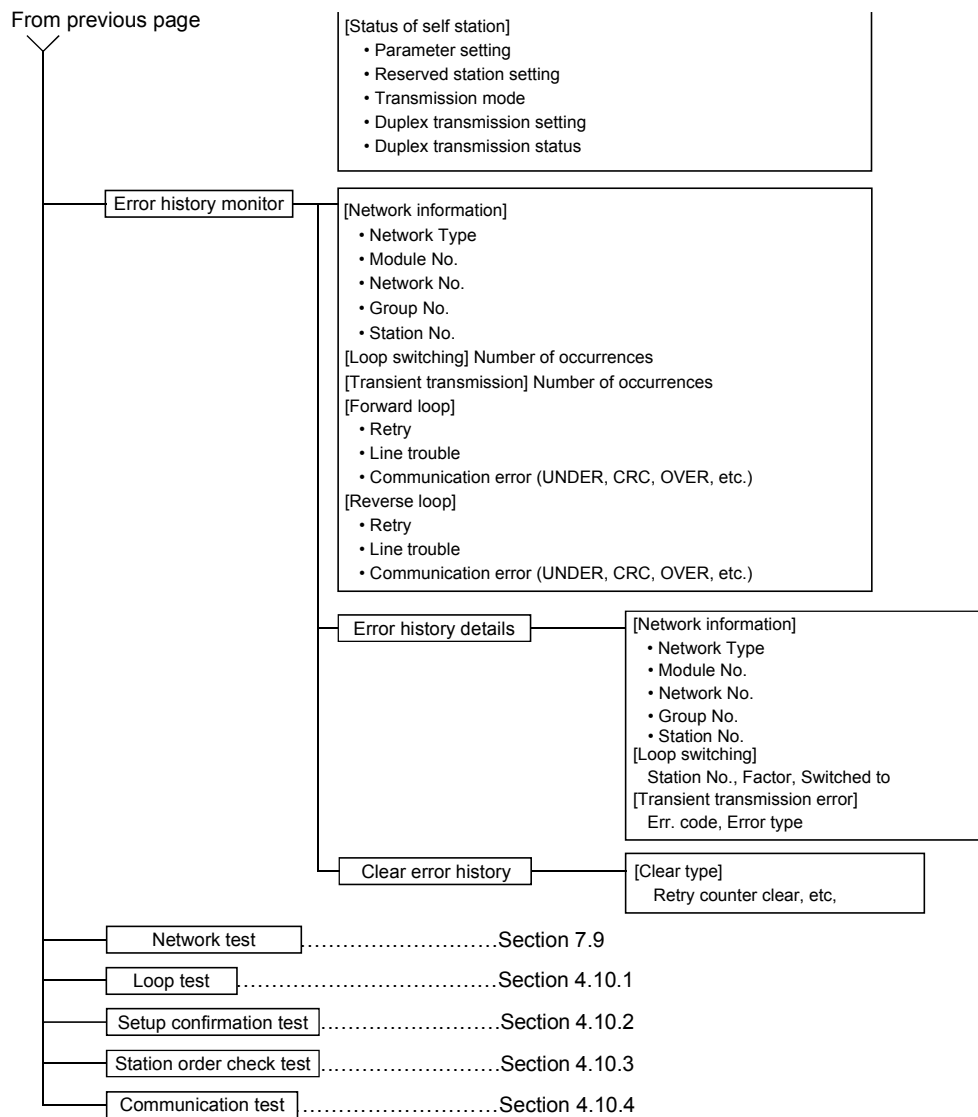 From previous page
[Status of self station]
• Parameter setting
• Reserved station setting
• Transmission mode
• Duplex transmission setting
• Duplex transmission status
Error history monitor
[Network information]
• Network Type
• Module No.
• Network No.
• Group No.
• Station No.
[Loop switching] Number of occurrences
[Transient transmission] Number of occurrences
[Forward loop]
• Retry
• Line trouble
• Communication error (UNDER, CRC, OVER, etc.)
[Reverse loop]
• Retry
• Line trouble
• Communication error (UNDER, CRC, OVER, etc.)
Error history details
[Network information]
• Network Type
• Module No.
• Network No.
• Group No.
• Station No.
[Loop switching]
Station No., Factor, Switched to
[Transient transmission error]
Err. code, Error type
Clear error history
[Clear type]
Retry counter clear, etc,
Network test ............................Section 7.9
Loop test .....................................Section 4.10.1
Setup confirmation test .........................Section 4.10.2
Station order check test .........................Section 4.10.3
Communication test ............................Section 4.10.4